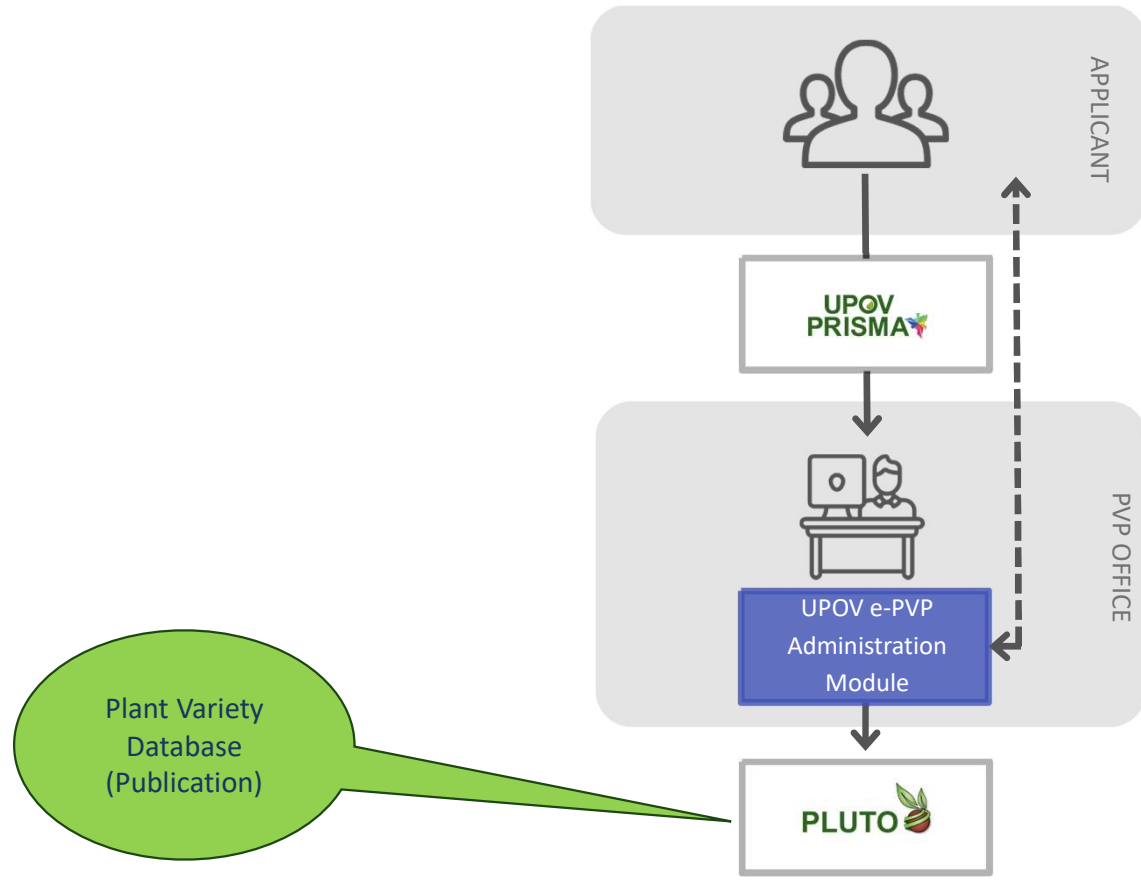 APPLICANT
UPOV
PRISMA
PVP OFFICE
UPOV e-PVP
Administration
Module
Plant Variety
Database
(Publication)
PLUTO